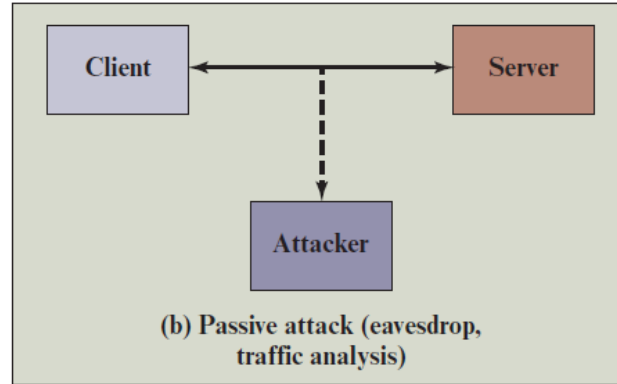 Client
Server
Attacker
(b) Passive attack (eavesdrop,
traffic analysis)